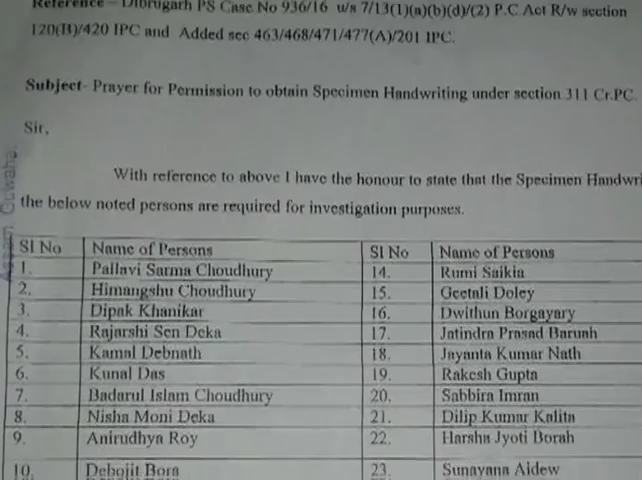 Reference – Dibrugarh PS Case No 936/16 u/s 7/13(1)(a)(b)(d)/(2) P.C Act R/w section
120(B)/420 IPC and Added sec 463/468/471/477(A)/201 IPC.
Subject- Prayer for Permission to obtain Specimen Handwriting under section 311 Cr.PC.
Sir,
With reference to above I have the honour to state that the Specimen Handwri
the below noted persons are required for investigation purposes.
Sl No Name of Persons Sl No Name of Persons
1. Pallavi Sarma Choudhury 14. Rumi Saikia
2. Himangshu Choudhury 15. Geetali Doley
3. Dipak Khanikar 16. Dwithun Borgayary
4. Rajarshi Sen Deka 17. Jatindra Prasad Baruah
5. Kamal Debnath 18. Jayanta Kumar Nath
6. Kunal Das 19. Rakesh Gupta
7. Badarul Islam Choudhury 20. Sabbira Imran
8. Nisha Moni Deka 21. Dilip Kumar Kalita
9. Anirudhya Roy 22. Harsha Jyoti Borah
10. Debojit Bora 23. Sunayana Aidew
Assam, Guwaha